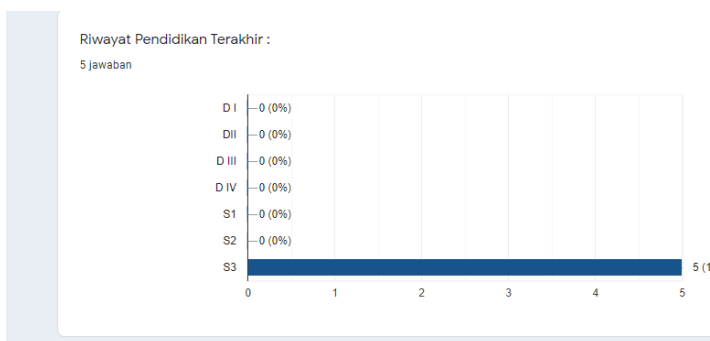 Riwayat Pendidikan Terakhir :
5 jawaban
D I 0 (0%)
DII 0 (0%)
D III 0 (0%)
D IV 0 (0%)
S1 0 (0%)
S2 0 (0%)
S3 5 (1
0 1 2 3 4 5